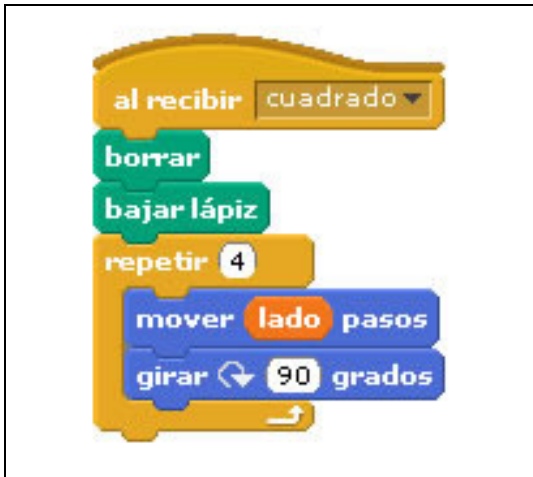 al recibir cuadrado
borrar
bajar lápiz
repetir 4
mover lado pasos
girar 90 grados